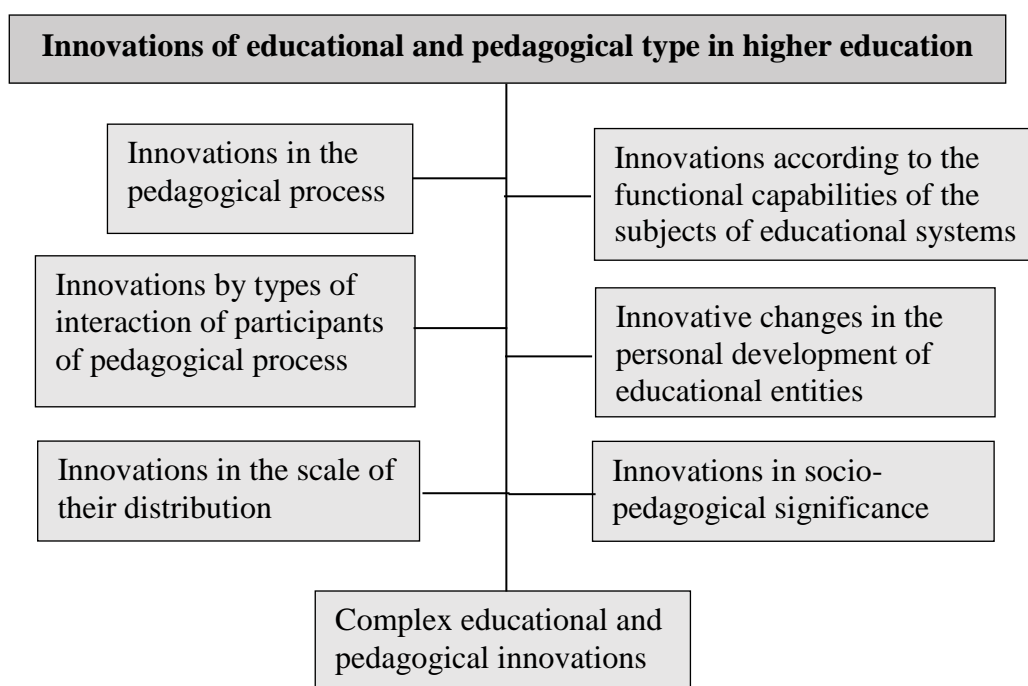 Innovations of educational and pedagogical type in higher education
Innovations in the
pedagogical process
Innovations according to the
functional capabilities of the
subjects of educational systems
Innovations by types of
interaction of participants
of pedagogical process
Innovative changes in the
personal development of
educational entities
Innovations in the scale of
their distribution
Innovations in socio-
pedagogical significance
Complex educational and
pedagogical innovations